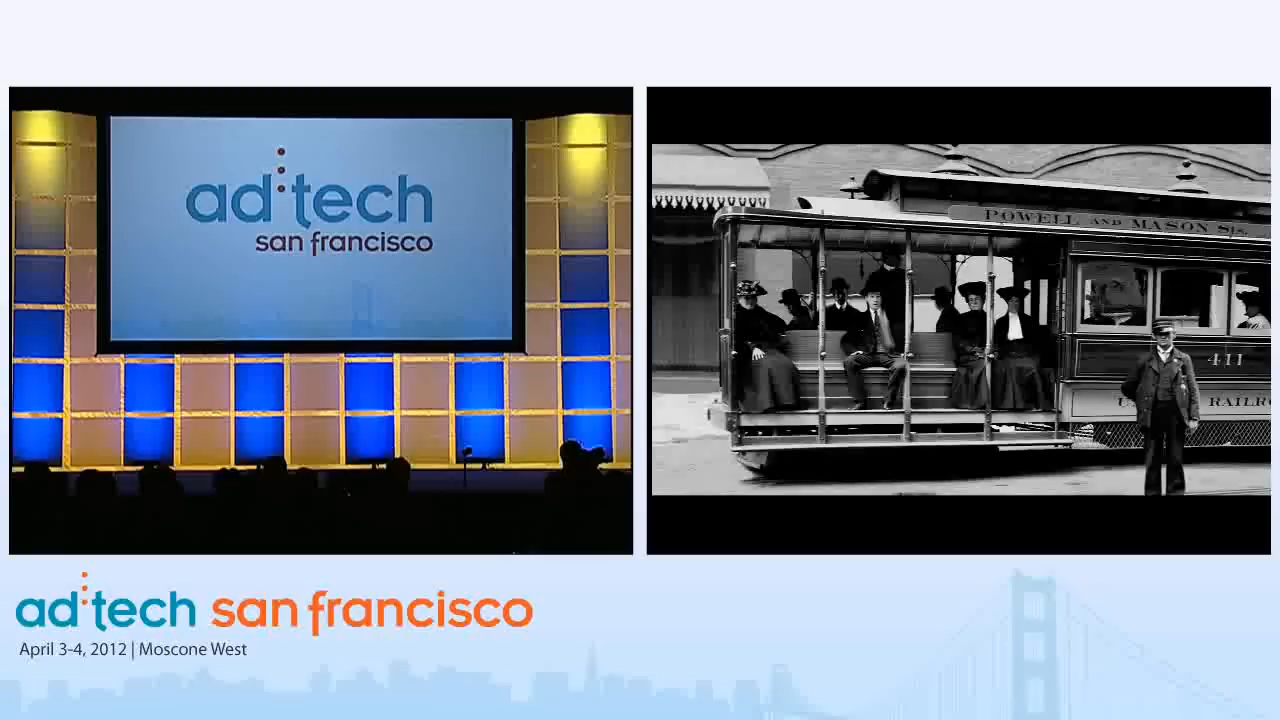 ad:tech
san francisco
POWELL AND MASON Sts.
411
RAILRO
ad:tech san francisco
April 3-4, 2012 | Moscone West